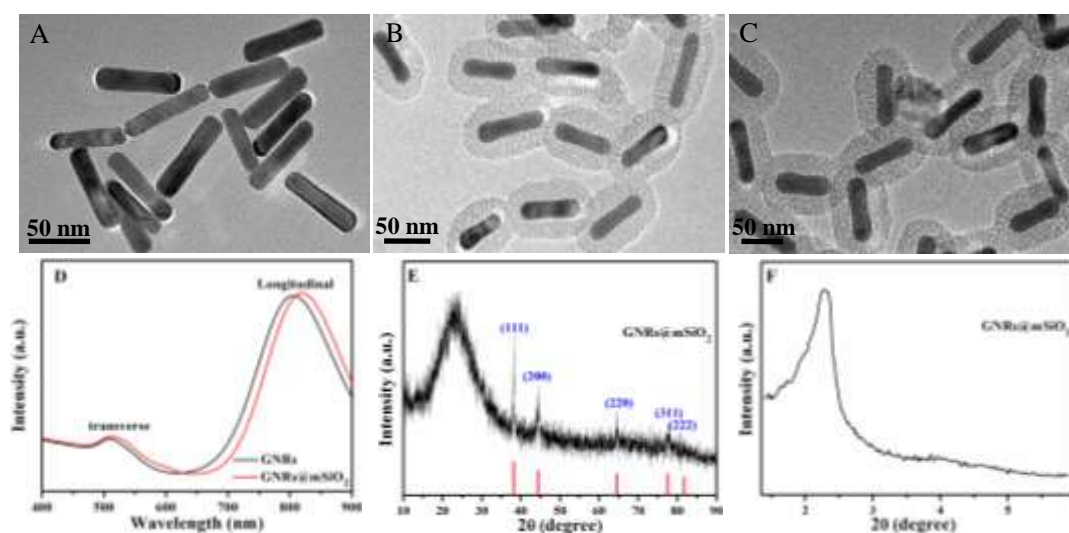 A
50 nm
B
50 nm
C
50 nm
D
Longitudinal
transverse
GNRs
GNRs@mSiO2
Intensity (a.u.)
400 500 600 700 800 900
Wavelength (nm)
E
(111)
GNRs@mSiO2
(200)
(220)
(311)
(222)
Intensity (a.u.)
10 20 30 40 50 60 70 80 90
2θ (degree)
F
GNRs@mSiO2
Intensity (a.u.)
2 3 4 5
2θ (degree)